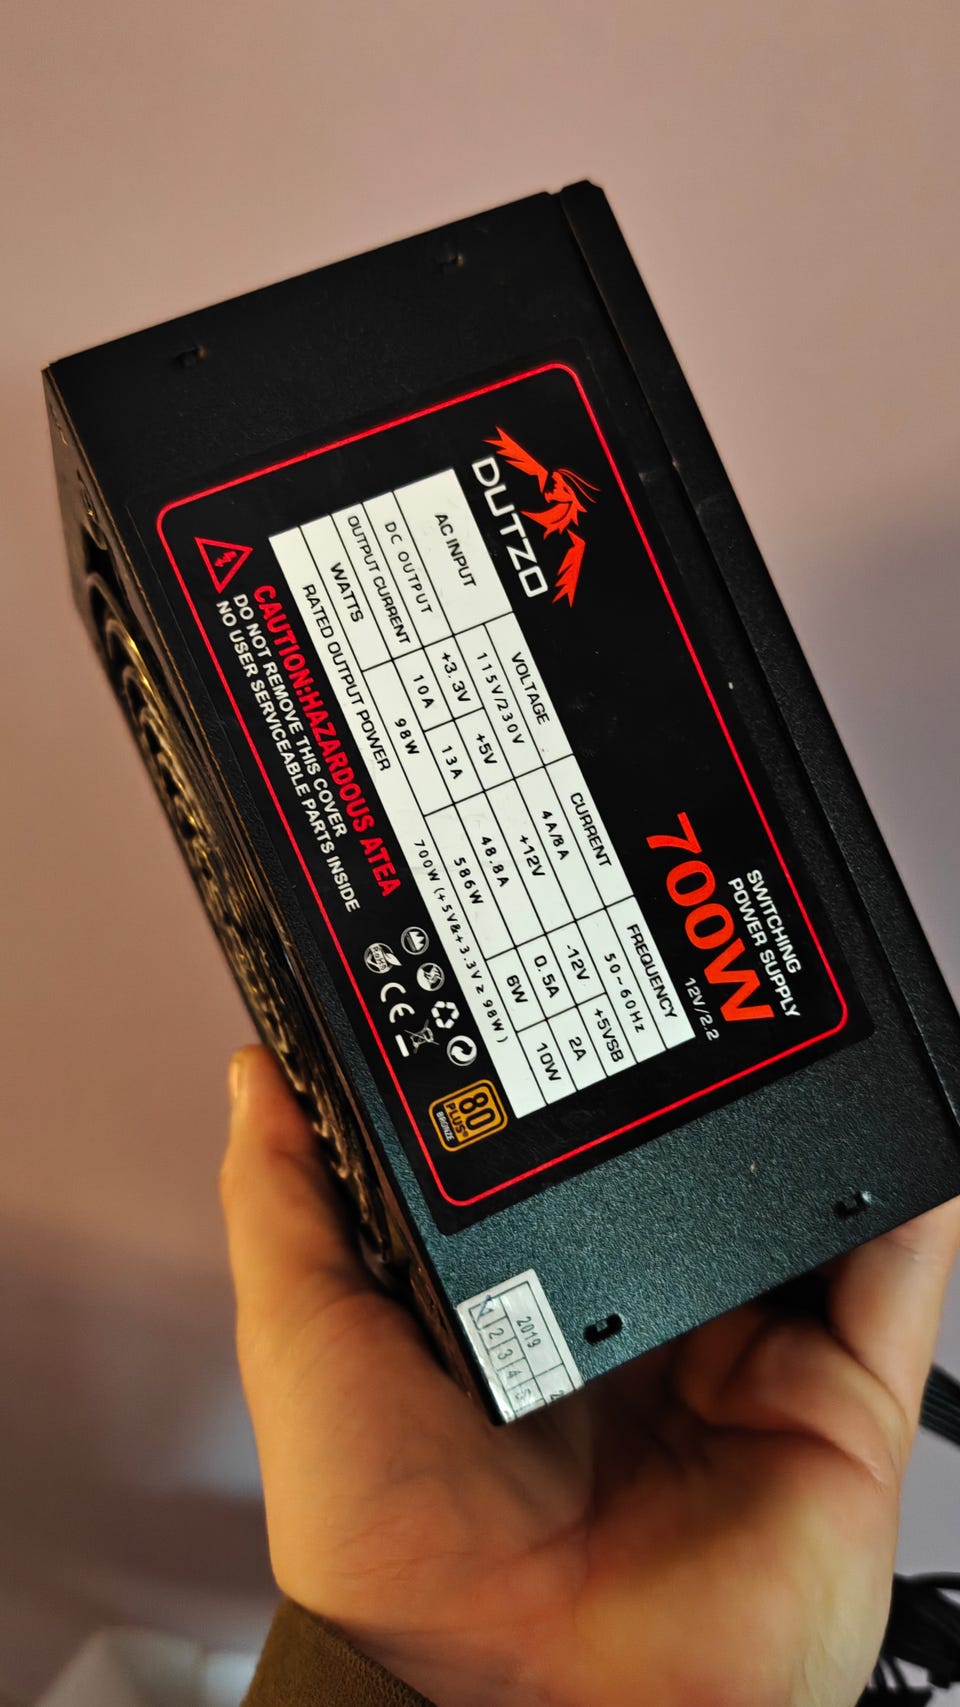 DUTZO
SWITCHING
POWER SUPPLY
700W 12V/2.2
AC INPUT VOLTAGE CURRENT FREQUENCY
115V/230V 4A/8A 50~60Hz
DC OUTPUT +3.3V +5V +12V -12V +5VSB
OUTPUT CURRENT 10A 13A 48.8A 0.5A 2A
WATTS 98W 586W 6W 10W
RATED OUTPUT POWER 700W(+5V&+3.3V≥98W)
CAUTION:HAZARDOUS ATEA
DO NOT REMOVE THIS COVER
NO USER SERVICEABLE PARTS INSIDE
RoHS
CE
80
PLUS®
BRONZE
2019
1 2 3 4 5